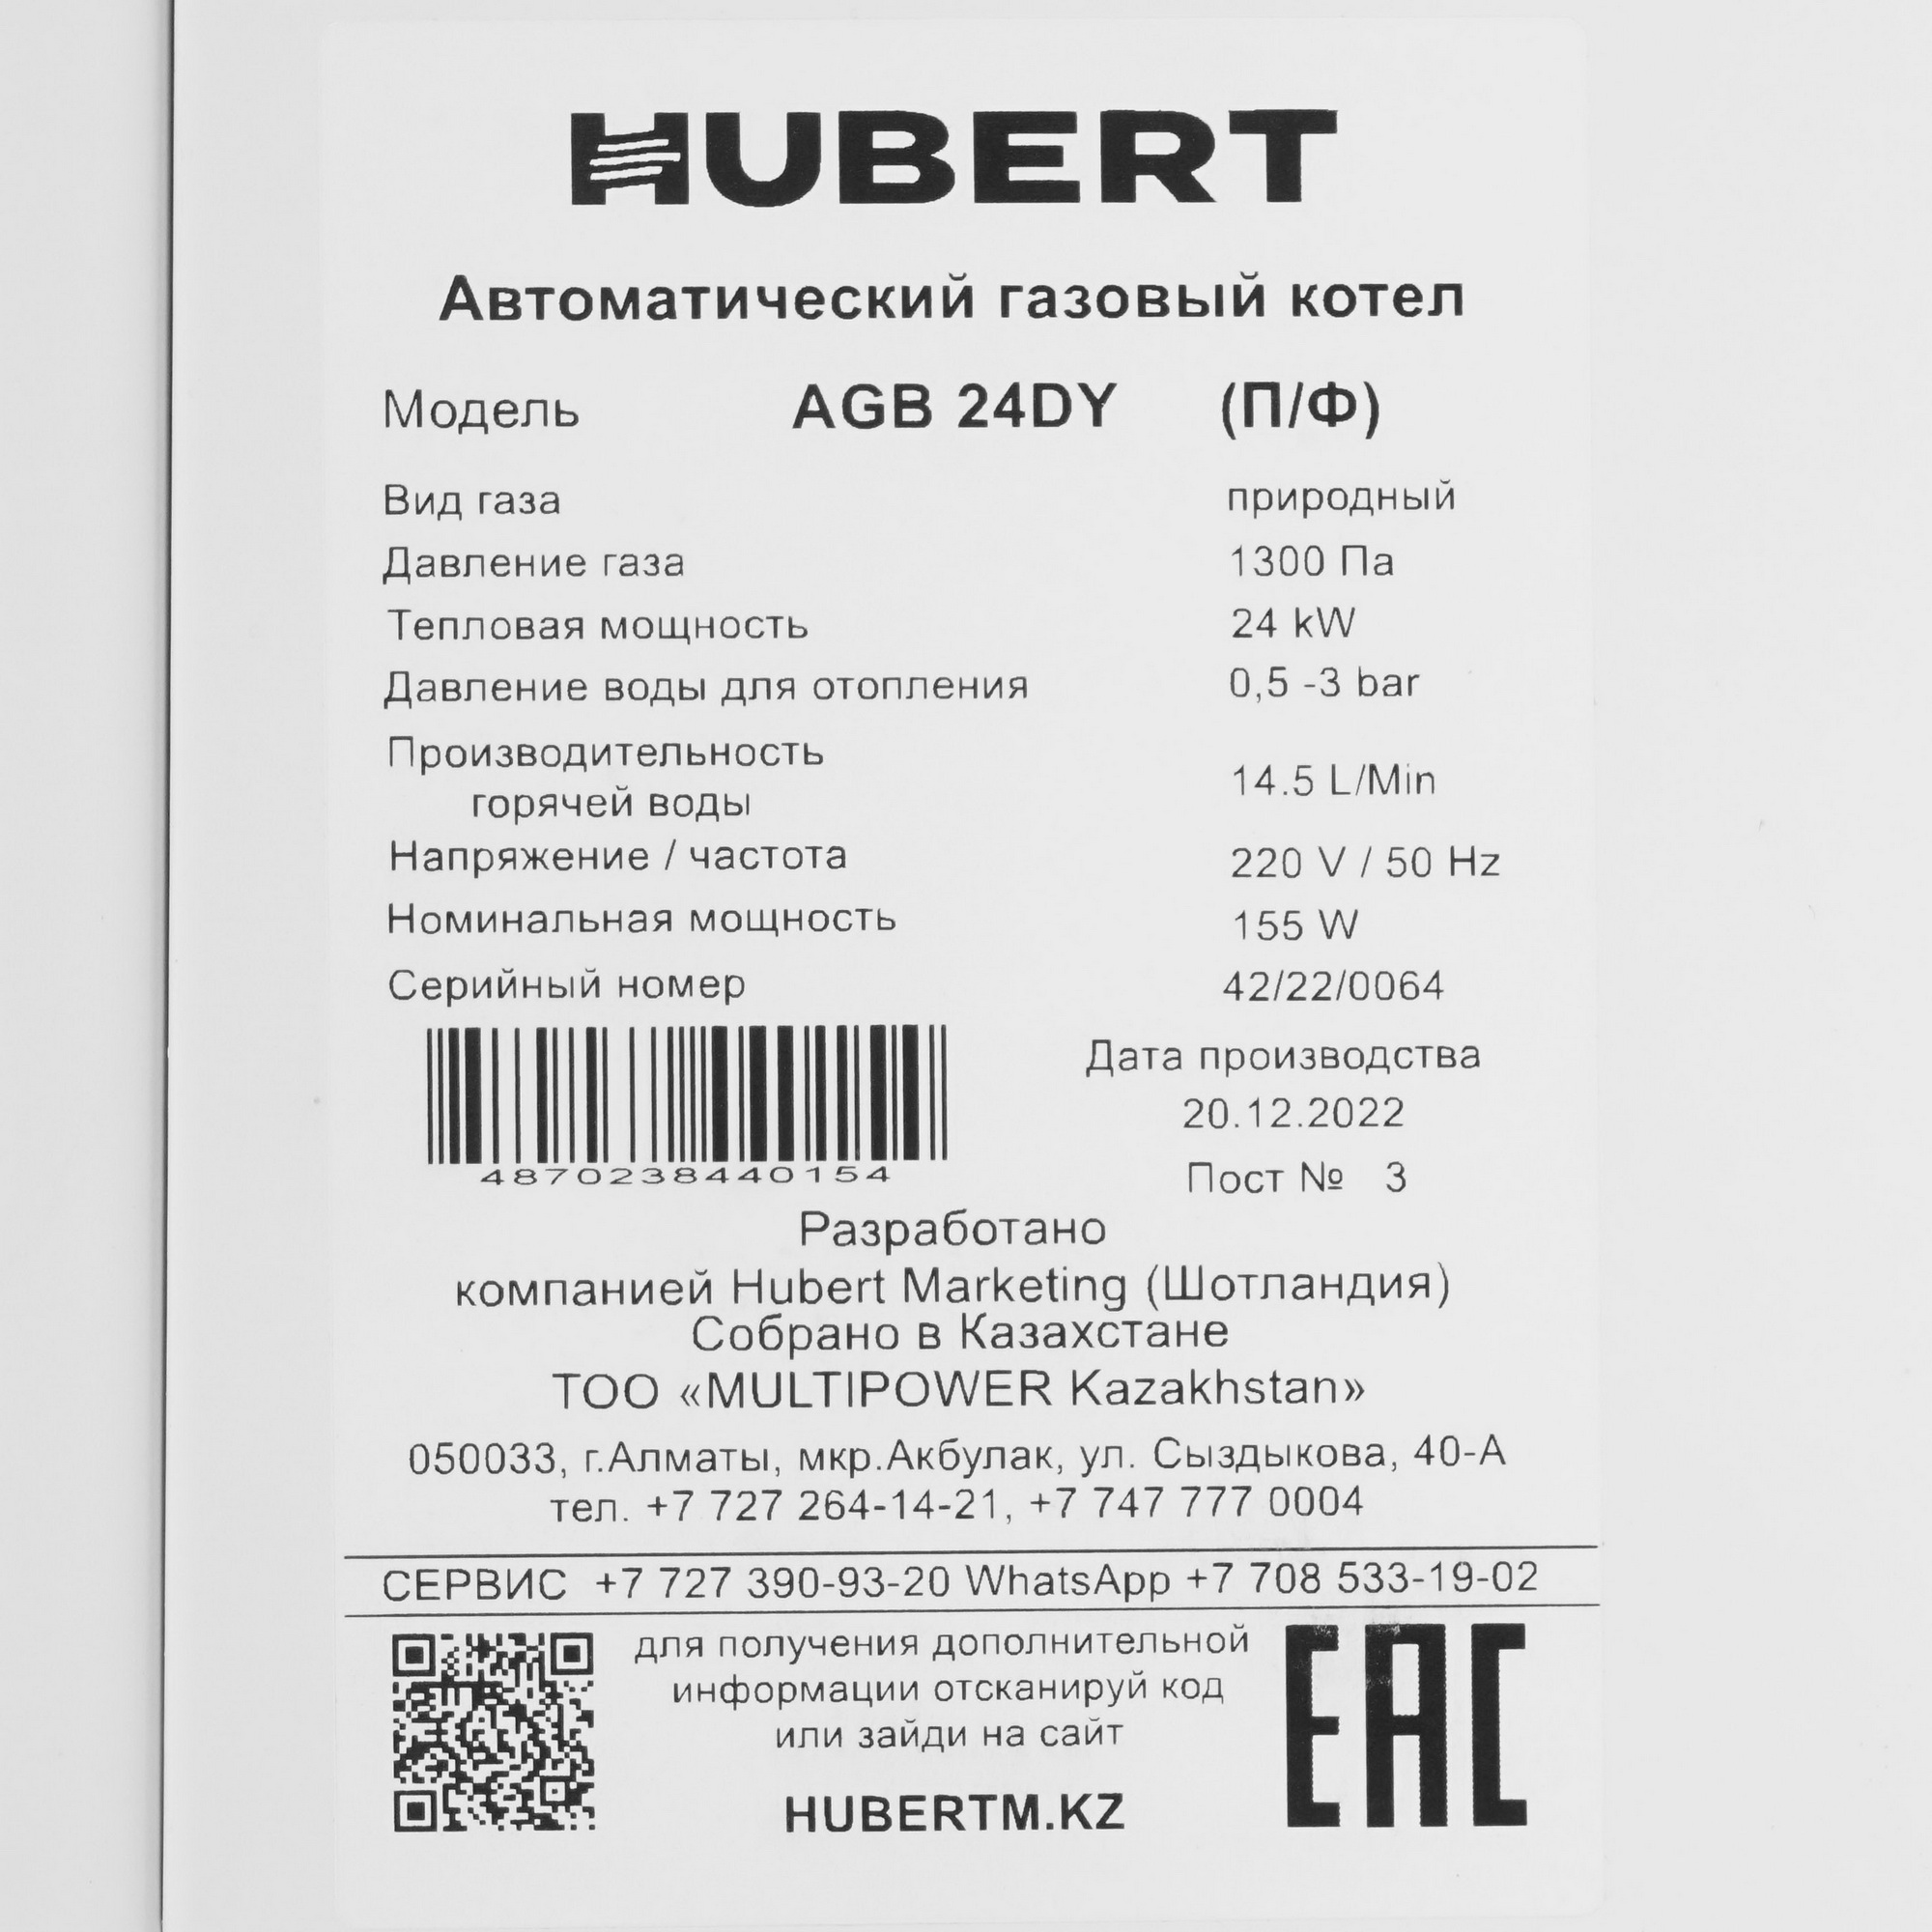 HUBERT
Автоматический газовый котел
Модель AGB 24DY (П/Ф)
Вид газа природный
Давление газа 1300 Па
Тепловая мощность 24 kW
Давление воды для отопления 0,5 -3 bar
Производительность
горячей воды 14.5 L/Min
Напряжение / частота 220 V / 50 Hz
Номинальная мощность 155 W
Серийный номер 42/22/0064
4870238440154
Дата производства
20.12.2022
Пост № 3
Разработано
компанией Hubert Marketing (Шотландия)
Собрано в Казахстане
ТОО «MULTIPOWER Kazakhstan»
050033, г.Алматы, мкр.Акбулак, ул. Сыздыкова, 40-А
тел. +7 727 264-14-21, +7 747 777 0004
СЕРВИС +7 727 390-93-20 WhatsApp +7 708 533-19-02
для получения дополнительной
информации отсканируй код
или зайди на сайт
HUBERTM.KZ
EAC